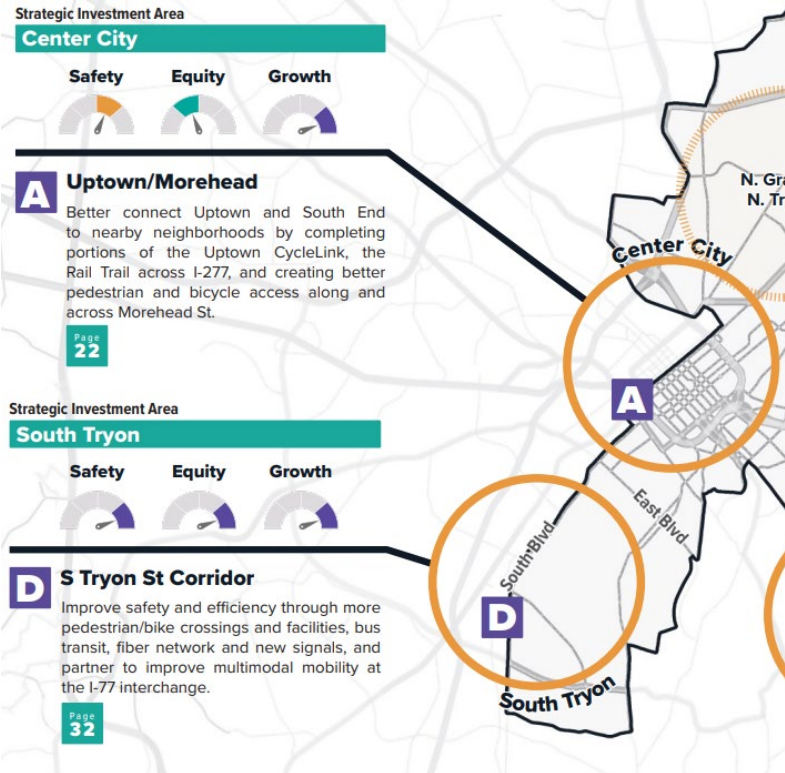 Strategic Investment Area
Center City
Safety Equity Growth
A
Uptown/Morehead
Better connect Uptown and South End
to nearby neighborhoods by completing
portions of the Uptown CycleLink, the
Rail Trail across I-277, and creating better
pedestrian and bicycle access along and
across Morehead St.
Page
22
Strategic Investment Area
South Tryon
Safety Equity Growth
D
S Tryon St Corridor
Improve safety and efficiency through more
pedestrian/bike crossings and facilities, bus
transit, fiber network and new signals, and
partner to improve multimodal mobility at
the I-77 interchange.
Page
32
N. Gra
N. Tr
Center City
A
East Blvd
South Blvd
D
South Tryon